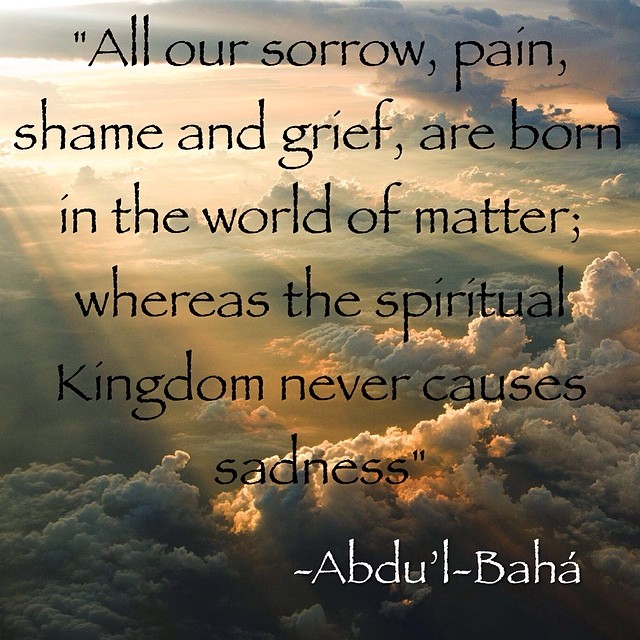 "All our sorrow, pain,
shame and grief, are born
in the world of matter;
whereas the spiritual
Kingdom never causes
sadness"
-Abdu'l-Bahá